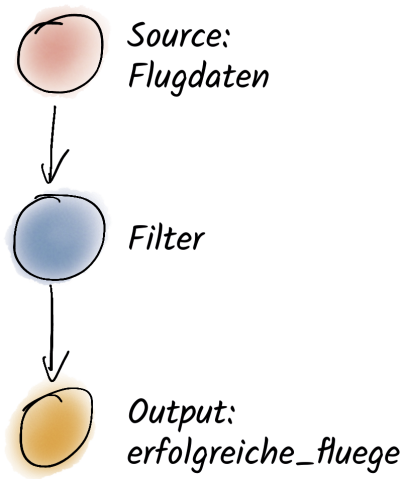 Source:
Flugdaten
Filter
Output:
erfolgreiche_fluege